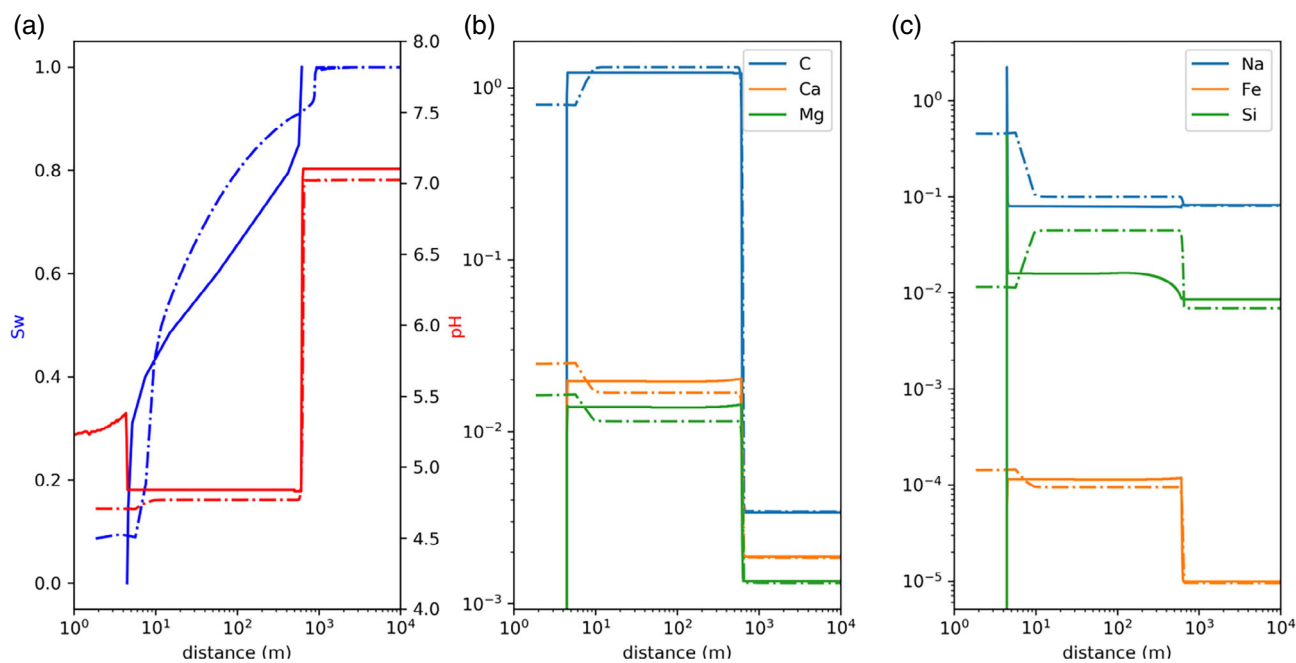 (a)
1.0
0.8
0.6
0.4
0.2
0.0
Sw
8.0
7.5
7.0
6.5
6.0
5.5
5.0
4.5
4.0
pH
10^0 10^1 10^2 10^3 10^4
distance (m)
(b)
C
Ca
Mg
10^0
10^-1
10^-2
10^-3
10^0 10^1 10^2 10^3 10^4
distance (m)
(c)
Na
Fe
Si
10^0
10^-1
10^-2
10^-3
10^-4
10^-5
10^0 10^1 10^2 10^3 10^4
distance (m)